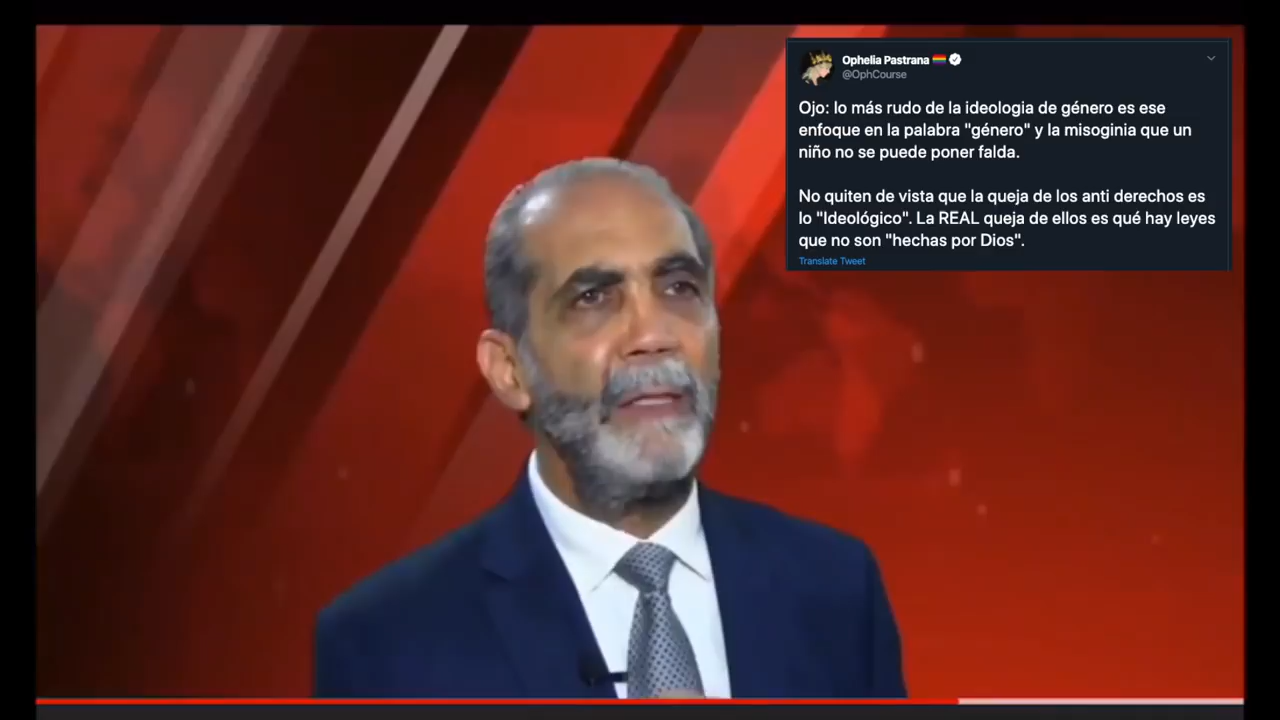 Ophelia Pastrana
@OphCourse
Ojo: lo más rudo de la ideologia de género es ese
enfoque en la palabra "género" y la misoginia que un
niño no se puede poner falda.
No quiten de vista que la queja de los anti derechos es
lo "Ideológico". La REAL queja de ellos es qué hay leyes
que no son "hechas por Dios".
Translate Tweet